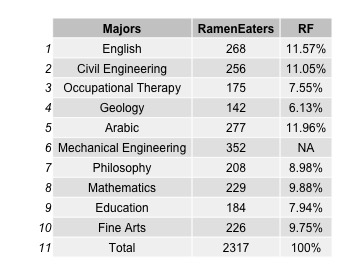 Majors RamenEaters RF
1 English 268 11.57%
2 Civil Engineering 256 11.05%
3 Occupational Therapy 175 7.55%
4 Geology 142 6.13%
5 Arabic 277 11.96%
6 Mechanical Engineering 352 NA
7 Philosophy 208 8.98%
8 Mathematics 229 9.88%
9 Education 184 7.94%
10 Fine Arts 226 9.75%
11 Total 2317 100%